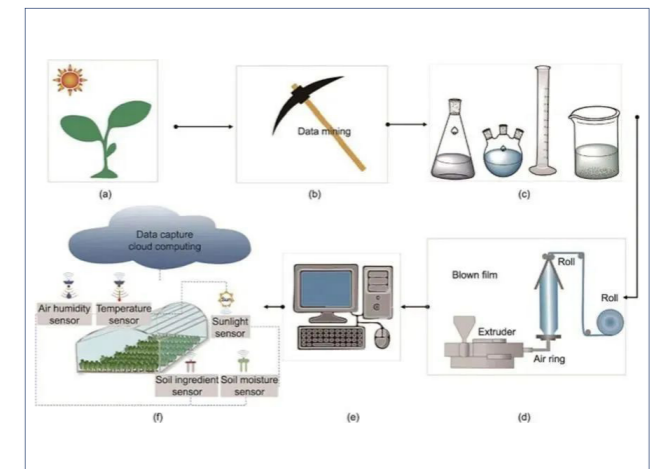 Data mining
(a)
(b)
(c)
Data capture
cloud computing
Air humidity
sensor
Temperature
sensor
Sunlight
sensor
Soil ingredient
sensor
Soil moisture
sensor
Blown film
Roll
Roll
Extruder
Air ring
(f)
(e)
(d)